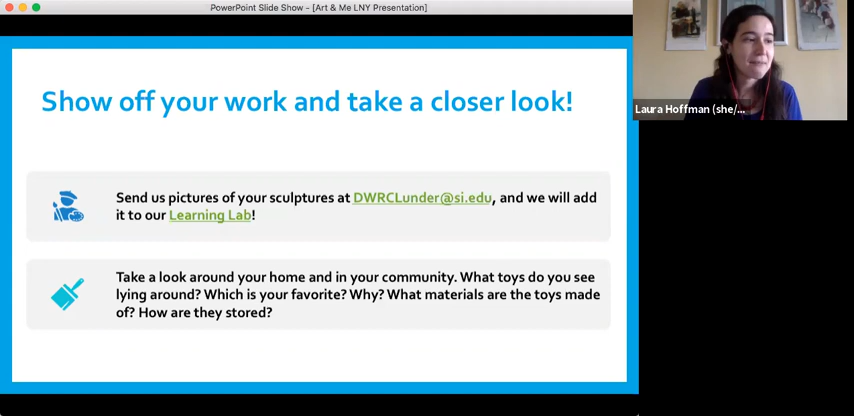 PowerPoint Slide Show – [Art & Me LNY Presentation]
Show off your work and take a closer look!
Send us pictures of your sculptures at DWRCLunder@si.edu, and we will add
it to our Learning Lab!
Take a look around your home and in your community. What toys do you see
lying around? Which is your favorite? Why? What materials are the toys made
of? How are they stored?
Laura Hoffman (she/...